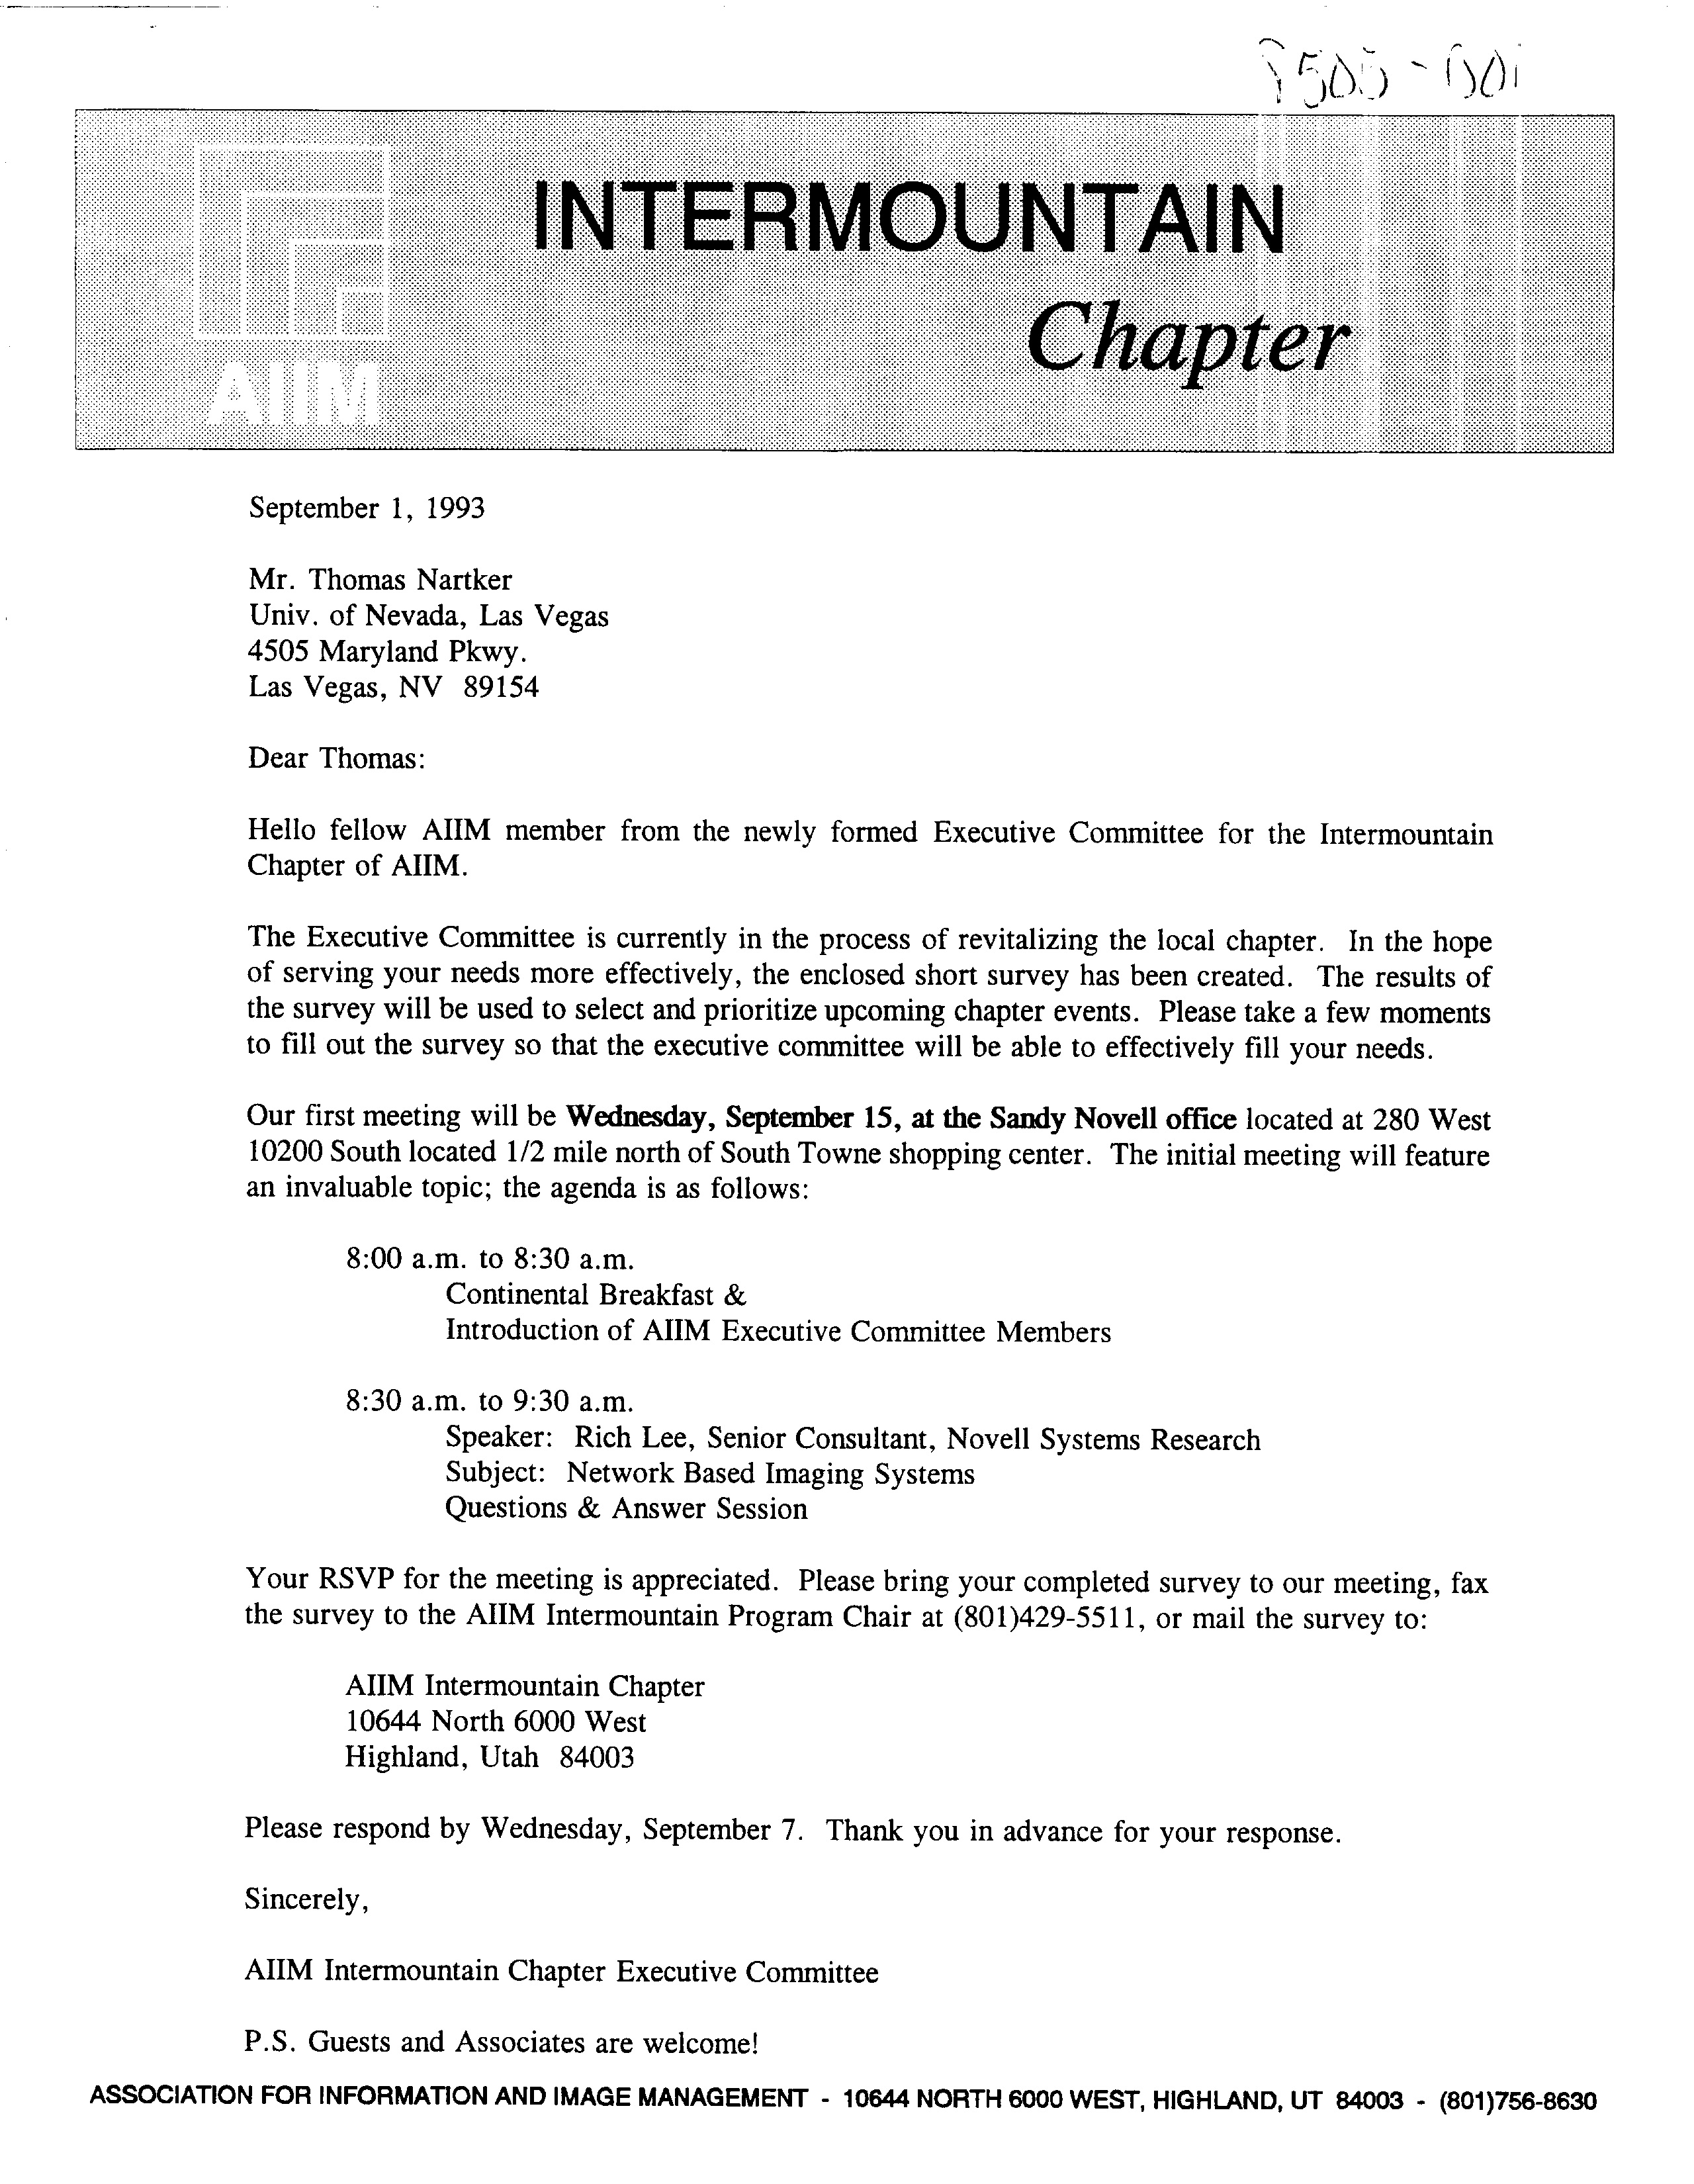 INTERMOUNTAIN
Chapter
AIIM
September 1, 1993
Mr. Thomas Nartker
Univ. of Nevada, Las Vegas
4505 Maryland Pkwy.
Las Vegas, NV 89154
Dear Thomas:
Hello fellow AIIM member from the newly formed Executive Committee for the Intermountain
Chapter of AIIM.
The Executive Committee is currently in the process of revitalizing the local chapter. In the hope
of serving your needs more effectively, the enclosed short survey has been created. The results of
the survey will be used to select and prioritize upcoming chapter events. Please take a few moments
to fill out the survey so that the executive committee will be able to effectively fill your needs.
Our first meeting will be Wednesday, September 15, at the Sandy Novell office located at 280 West
10200 South located 1/2 mile north of South Towne shopping center. The initial meeting will feature
an invaluable topic; the agenda is as follows:
8:00 a.m. to 8:30 a.m.
Continental Breakfast &
Introduction of AIIM Executive Committee Members
8:30 a.m. to 9:30 a.m.
Speaker: Rich Lee, Senior Consultant, Novell Systems Research
Subject: Network Based Imaging Systems
Questions & Answer Session
Your RSVP for the meeting is appreciated. Please bring your completed survey to our meeting, fax
the survey to the AIIM Intermountain Program Chair at (801)429-5511, or mail the survey to:
AIIM Intermountain Chapter
10644 North 6000 West
Highland, Utah 84003
Please respond by Wednesday, September 7. Thank you in advance for your response.
Sincerely,
AIIM Intermountain Chapter Executive Committee
P.S. Guests and Associates are welcome!
ASSOCIATION FOR INFORMATION AND IMAGE MANAGEMENT - 10644 NORTH 6000 WEST, HIGHLAND, UT 84003 - (801)756-8630